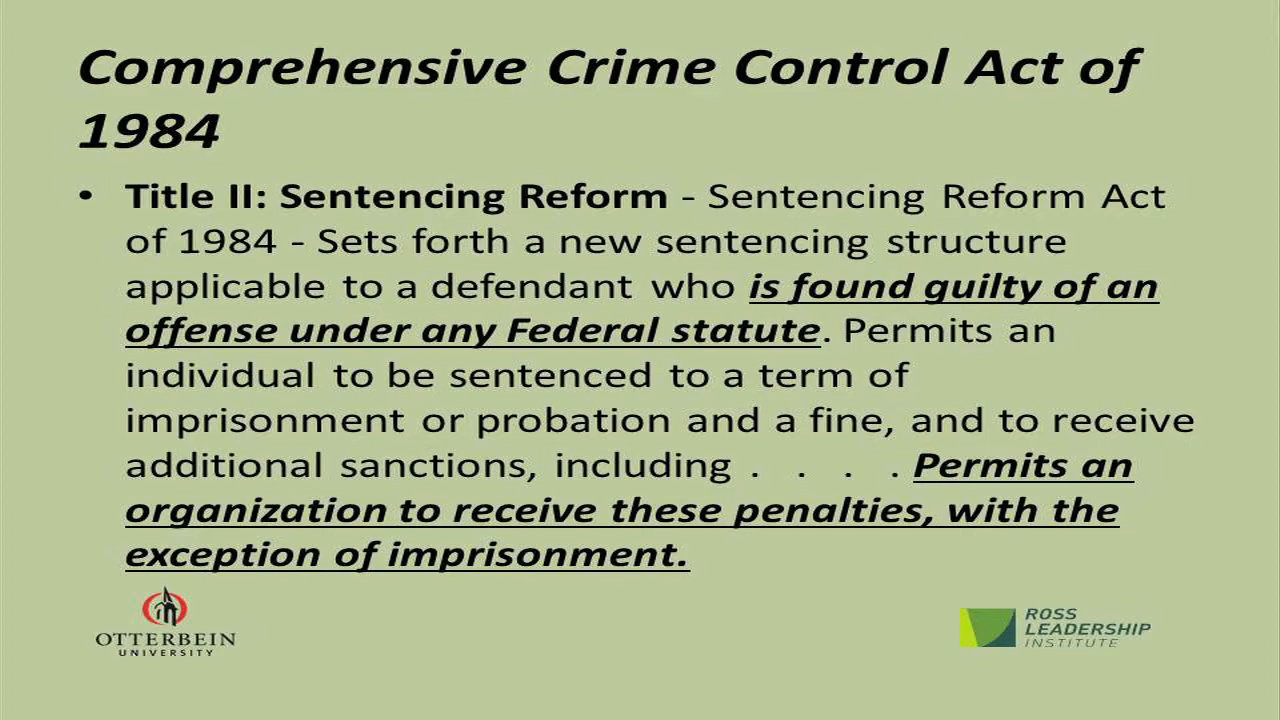 Comprehensive Crime Control Act of
1984
• Title II: Sentencing Reform - Sentencing Reform Act
of 1984 - Sets forth a new sentencing structure
applicable to a defendant who is found guilty of an
offense under any Federal statute. Permits an
individual to be sentenced to a term of
imprisonment or probation and a fine, and to receive
additional sanctions, including . . . . Permits an
organization to receive these penalties, with the
exception of imprisonment.
OTTERBEIN
UNIVERSITY
ROSS
LEADERSHIP
INSTITUTE